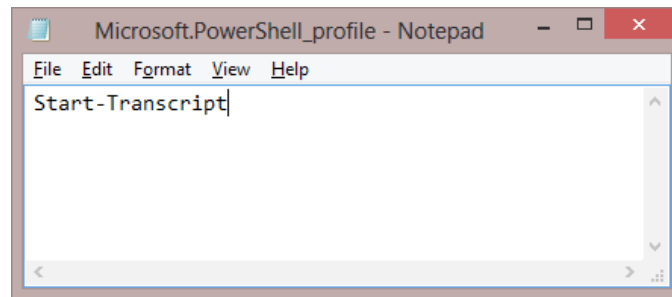 Microsoft.PowerShell_profile - Notepad
File Edit Format View Help
Start-Transcript